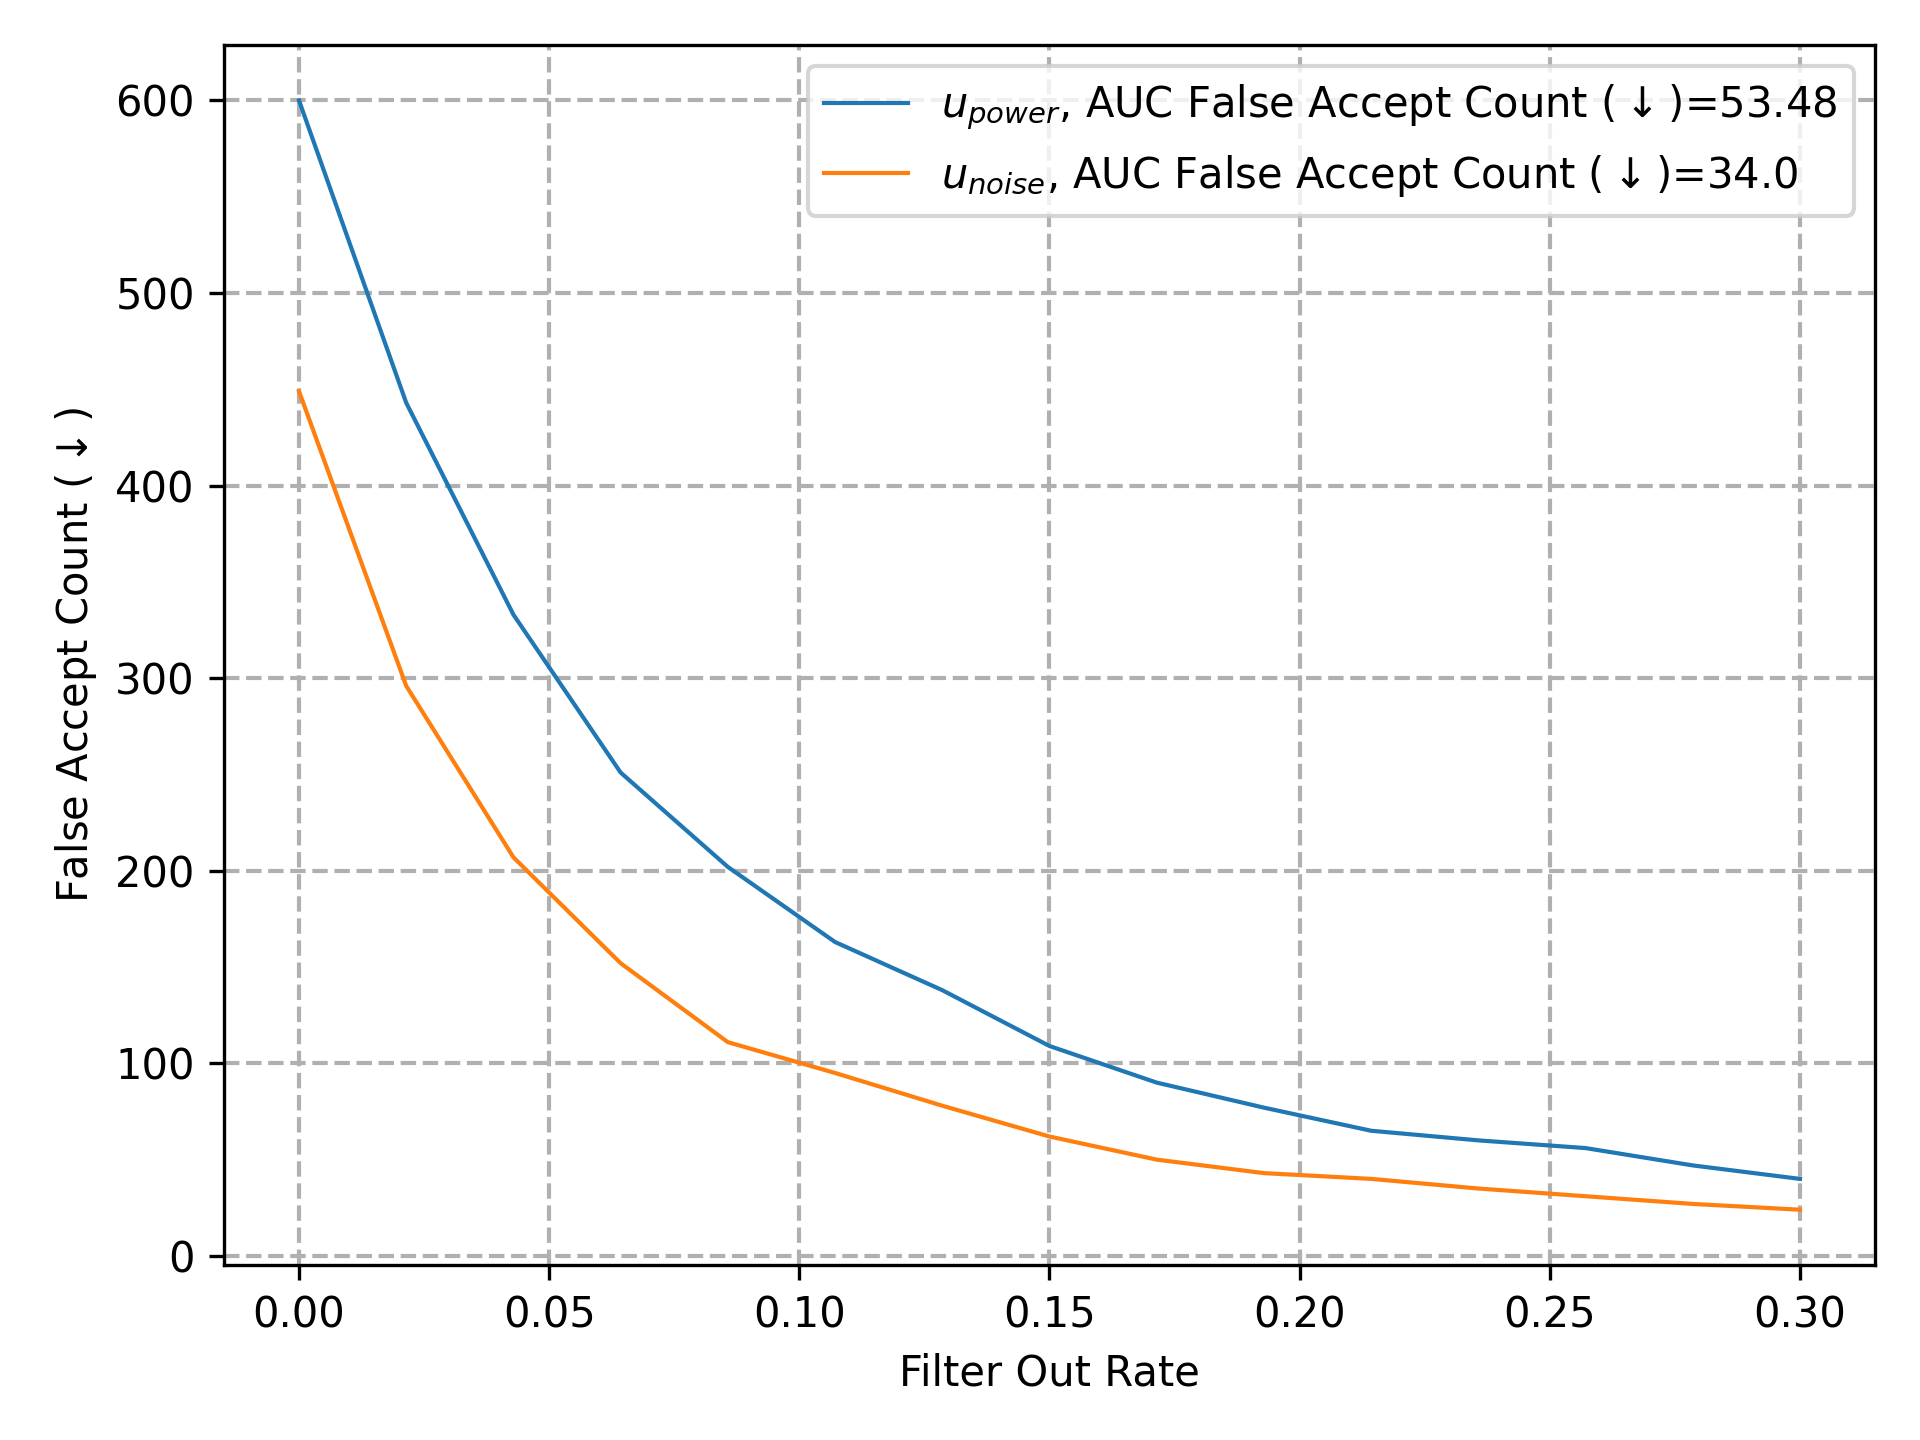 u_power, AUC False Accept Count (↓)=53.48
u_noise, AUC False Accept Count (↓)=34.0
False Accept Count (↓)
600
500
400
300
200
100
0
0.00 0.05 0.10 0.15 0.20 0.25 0.30
Filter Out Rate